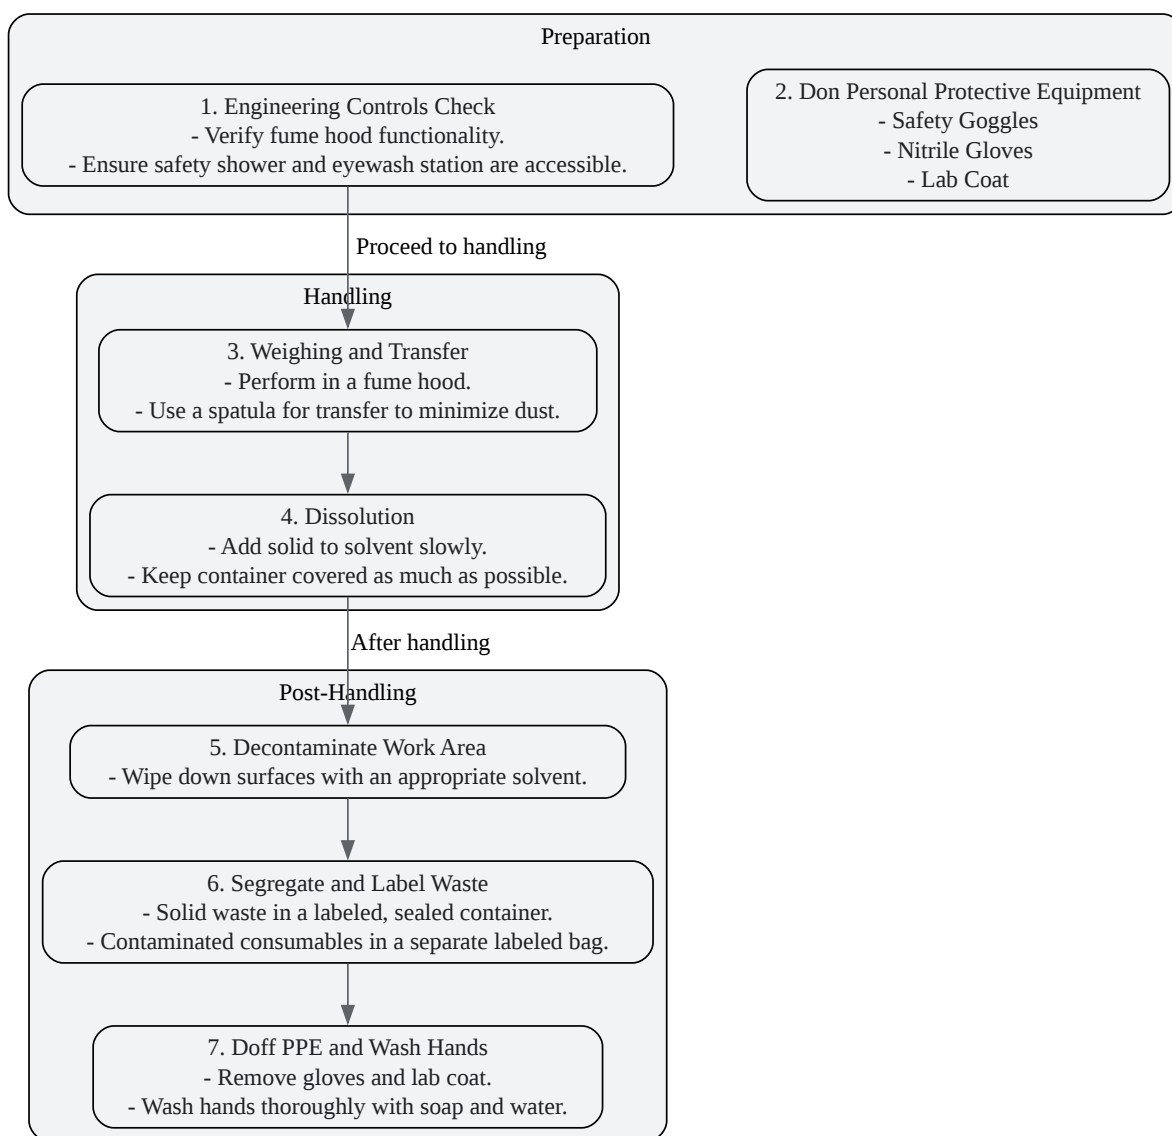 Preparation
1. Engineering Controls Check
- Verify fume hood functionality.
- Ensure safety shower and eyewash station are accessible.
2. Don Personal Protective Equipment
- Safety Goggles
- Nitrile Gloves
- Lab Coat
Proceed to handling
Handling
3. Weighing and Transfer
- Perform in a fume hood.
- Use a spatula for transfer to minimize dust.
4. Dissolution
- Add solid to solvent slowly.
- Keep container covered as much as possible.
After handling
Post-Handling
5. Decontaminate Work Area
- Wipe down surfaces with an appropriate solvent.
6. Segregate and Label Waste
- Solid waste in a labeled, sealed container.
- Contaminated consumables in a separate labeled bag.
7. Doff PPE and Wash Hands
- Remove gloves and lab coat.
- Wash hands thoroughly with soap and water.